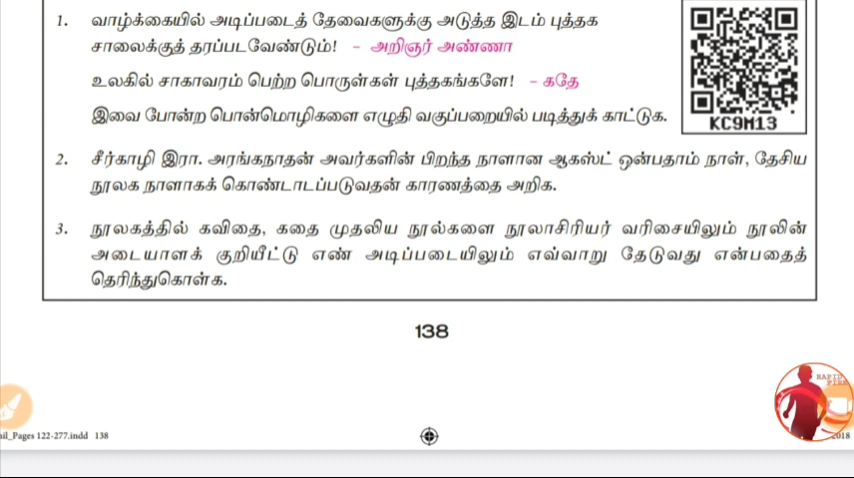 1. வாழ்க்கையில் அடிப்படைத் தேவைகளுக்கு அடுத்த இடம் புத்தக
சாலைக்குத் தரப்படவேண்டும்! - அறிஞர் அண்ணா
உலகில் சாகாவரம் பெற்ற பொருள்கள் புத்தகங்களே! - கதே
இவை போன்ற பொன்மொழிகளை எழுதி வகுப்பறையில் படித்துக் காட்டுக.
KC9M13
2. சீர்காழி இரா. அரங்கநாதன் அவர்களின் பிறந்த நாளான ஆகஸ்ட் ஒன்பதாம் நாள், தேசிய
நூலக நாளாகக் கொண்டாடப்படுவதன் காரணத்தை அறிக.
3. நூலகத்தில் கவிதை, கதை முதலிய நூல்களை நூலாசிரியர் வரிசையிலும் நூலின்
அடையாளக் குறியீட்டு எண் அடிப்படையிலும் எவ்வாறு தேடுவது என்பதைத்
தெரிந்துகொள்க.
138
RAPID
FIRE
il_Pages 122-277.indd 138
2018